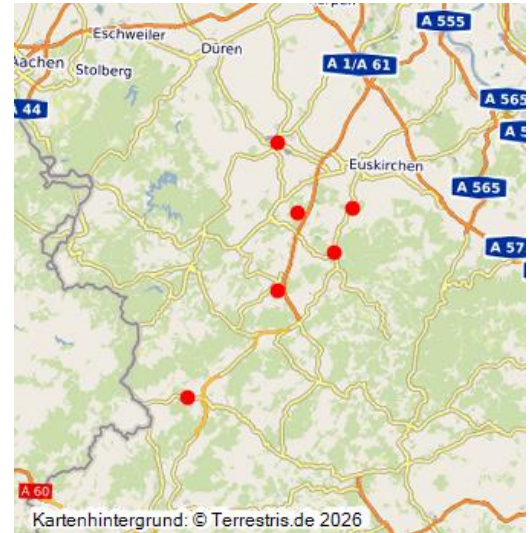 Eschweiler
A 555
Düren
Aachen
Stolberg
A 1/A 61
A 565
A 44
Euskirchen
A 565
A 57
A 60
Kartenhintergrund: © Terrestris.de 2026